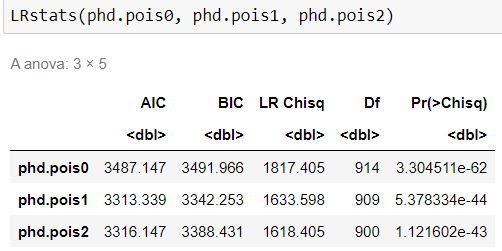 LRstats(phd.pois0, phd.pois1, phd.pois2)
A anova: 3 × 5
AIC BIC LR Chisq Df Pr(>Chisq)
<dbl> <dbl> <dbl> <dbl> <dbl>
phd.pois0 3487.147 3491.966 1817.405 914 3.304511e-62
phd.pois1 3313.339 3342.253 1633.598 909 5.378334e-44
phd.pois2 3316.147 3388.431 1618.405 900 1.121602e-43